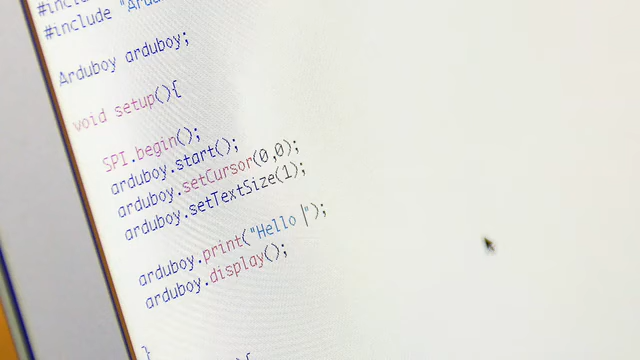 #include
#include "Ardu
Arduboy arduboy;
void setup(){
SPI.begin();
arduboy.start();
arduboy.setCursor(0,0);
arduboy.setTextSize(1);
arduboy.print("Hello ");
arduboy.display();
}
(){